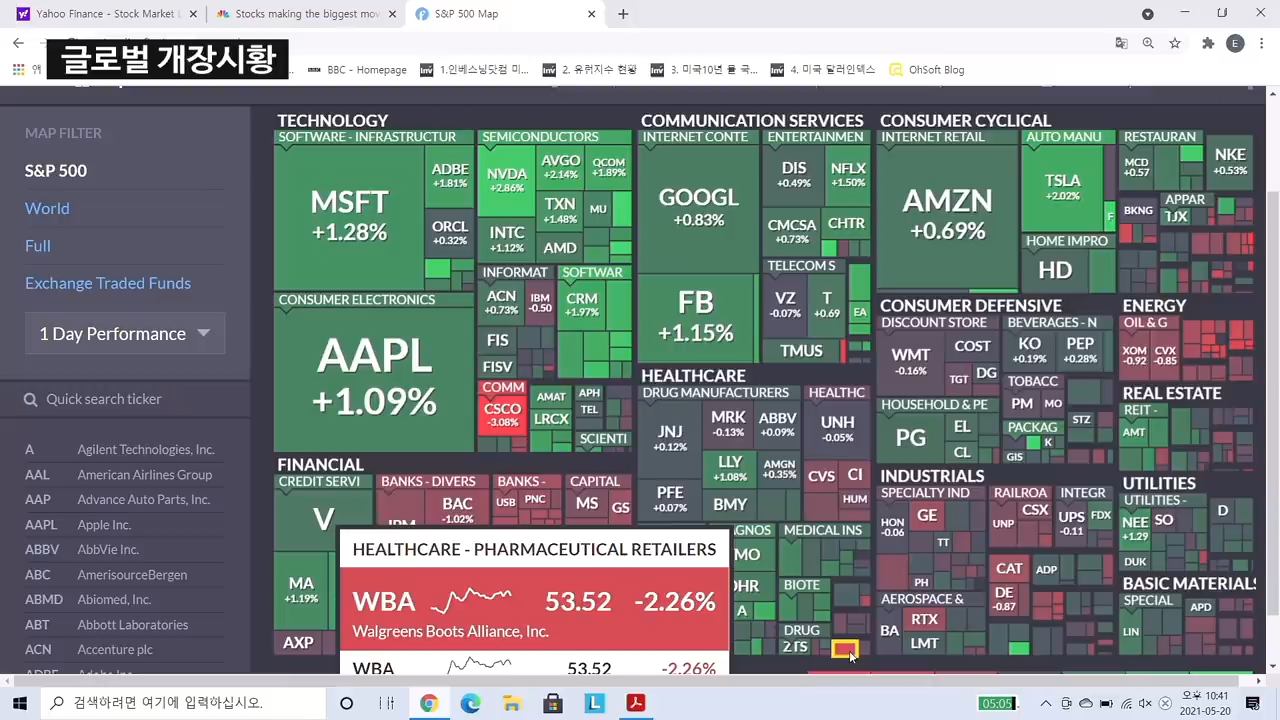 Yahoo Finance - Stock Market L
Stocks making the biggest mov
S&P 500 Map
글로벌 개장시황
E
앱
BBC - Homepage
1.인베스팅닷컴 미...
2. 유런지수 현황
3. 미국10년 률 국...
4. 미국 달러인덱스
OhSoft Blog
MAP FILTER
S&P 500
World
Full
Exchange Traded Funds
1 Day Performance
Quick search ticker
A Agilent Technologies, Inc.
AAL American Airlines Group
AAP Advance Auto Parts, Inc.
AAPL Apple Inc.
ABBV AbbVie Inc.
ABC AmerisourceBergen
ABMD Abiomed, Inc.
ABT Abbott Laboratories
ACN Accenture plc
TECHNOLOGY
SOFTWARE - INFRASTRUCTUR
MSFT
+1.28%
ADBE
+1.81%
ORCL
+0.32%
SEMICONDUCTORS
NVDA
+2.86%
AVGO
+2.14%
QCOM
+1.89%
TXN
+1.48%
MU
INTC
+1.12%
AMD
CONSUMER ELECTRONICS
AAPL
+1.09%
INFORMAT
ACN
+0.73%
IBM
-0.50
FIS
FISV
SOFTWAR
CRM
+1.97%
COMM
CSCO
-3.08%
AMAT
LRCX
APH
TEL
SCIENTI
COMMUNICATION SERVICES
INTERNET CONTE
GOOGL
+0.83%
FB
+1.15%
ENTERTAINMEN
DIS
+0.49%
NFLX
+1.50%
CMCSA
+0.73%
CHTR
TELECOM S
VZ
-0.07%
T
+0.69
TMUS
EA
CONSUMER CYCLICAL
INTERNET RETAIL
AMZN
+0.69%
AUTO MANU
TSLA
+2.02%
F
HOME IMPRO
HD
RESTAURAN
MCD
+0.57
NKE
+0.53%
BKNG
APPAR
TJX
FINANCIAL
CREDIT SERVI
V
MA
+1.19%
AXP
BANKS - DIVERS
BAC
-1.02%
BANKS -
USB
PNC
CAPITAL
MS
GS
HEALTHCARE
DRUG MANUFACTURERS
JNJ
+0.12%
MRK
-0.13%
ABBV
+0.09%
PFE
+0.07%
LLY
+1.08%
AMGN
+0.35%
BMY
HEALTHC
UNH
-0.05%
CVS
CI
HUM
AGNOS
MO
DHR
A
MEDICAL INS
BIOTE
DRUG
ZTS
CONSUMER DEFENSIVE
DISCOUNT STORE
WMT
-0.16%
COST
TGT
DG
BEVERAGES - N
KO
+0.19%
PEP
+0.28%
TOBACC
PM
MO
STZ
HOUSEHOLD & PE
PG
EL
CL
PACKAG
K
GIS
ENERGY
OIL & G
XOM
-0.92
CVX
-0.85
REAL ESTATE
REIT -
AMT
INDUSTRIALS
SPECIALTY IND
HON
-0.06
GE
TT
PH
RAILROA
UNP
CSX
INTEGR
UPS
-0.11
FDX
CAT
ADP
DE
-0.87
AEROSPACE &
BA
RTX
LMT
UTILITIES
UTILITIES -
NEE
+1.29
SO
D
DUK
BASIC MATERIALS
SPECIAL
LIN
APD
HEALTHCARE - PHARMACEUTICAL RETAILERS
WBA 53.52 -2.26%
Walgreens Boots Alliance, Inc.
WBA 53.52 -2.26%
검색하려면 여기에 입력하십시오.
L
05:05
오후 10:41
2021-05-20